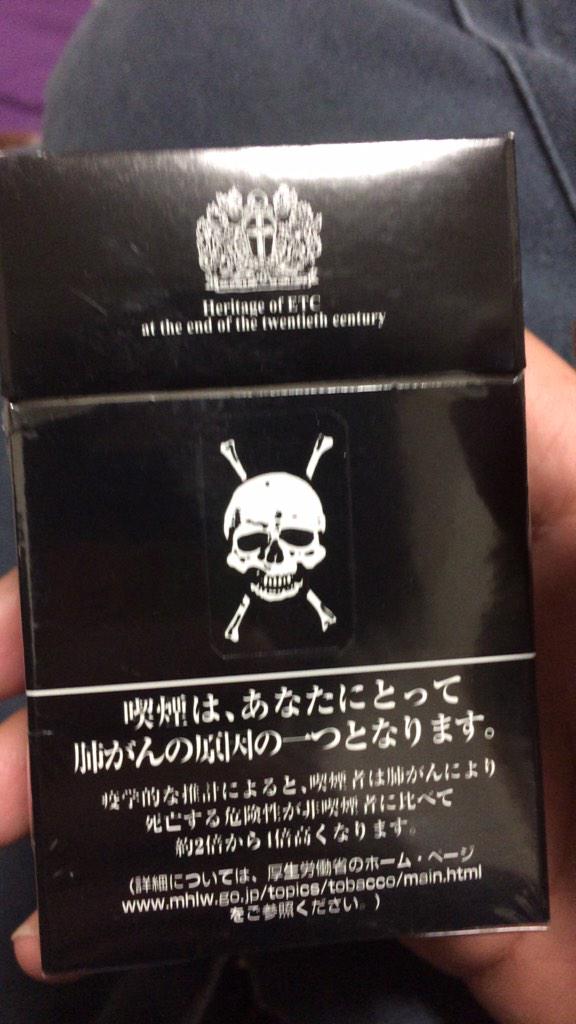 Heritage of ETC
at the end of the twentieth century
喫煙は、あなたにとって
肺がんの原因の一つとなります。
疫学的な推計によると、喫煙者は肺がんにより
死亡する危険性が非喫煙者に比べて
約2倍から4倍高くなります。
(詳細については、厚生労働省のホーム・ページ
www.mhlw.go.jp/topics/tobacco/main.html
をご参照ください。)